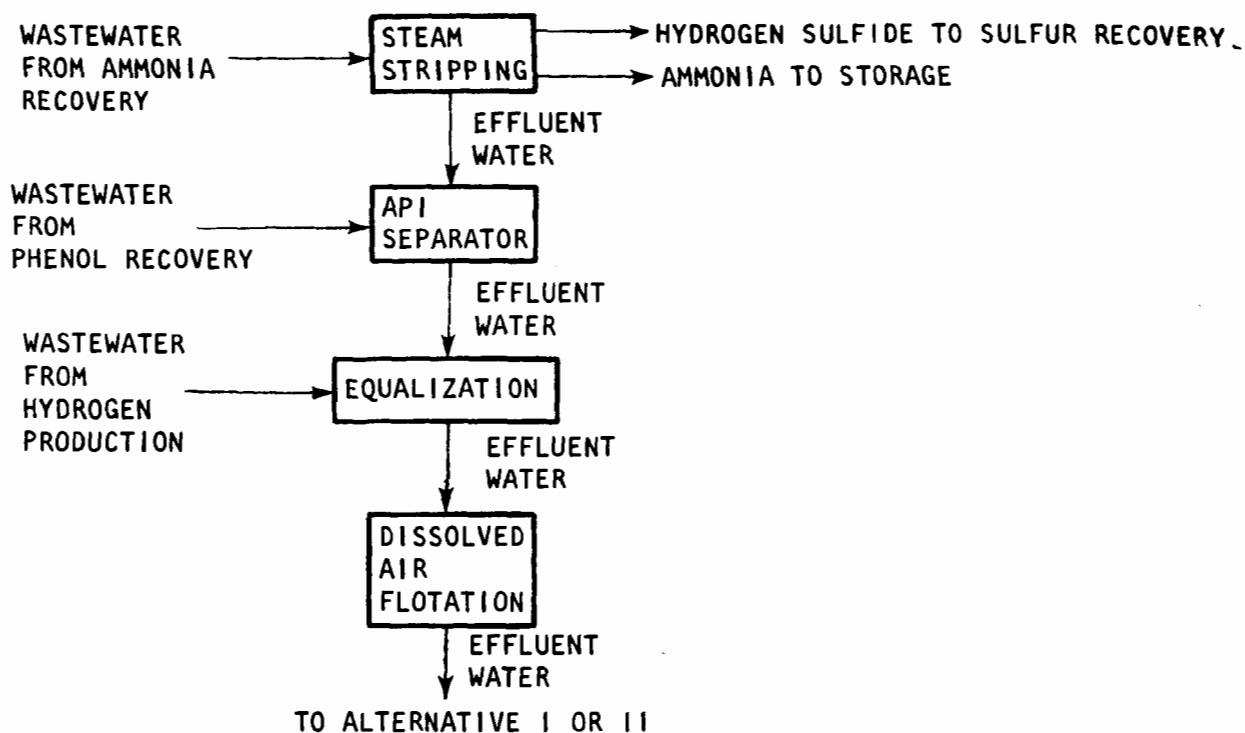 WASTEWATER
FROM AMMONIA
RECOVERY
STEAM
STRIPPING
HYDROGEN SULFIDE TO SULFUR RECOVERY.
AMMONIA TO STORAGE
EFFLUENT
WATER
WASTEWATER
FROM
PHENOL RECOVERY
API
SEPARATOR
EFFLUENT
WATER
WASTEWATER
FROM
HYDROGEN
PRODUCTION
EQUALIZATION
EFFLUENT
WATER
DISSOLVED
AIR
FLOTATION
EFFLUENT
WATER
TO ALTERNATIVE I OR II